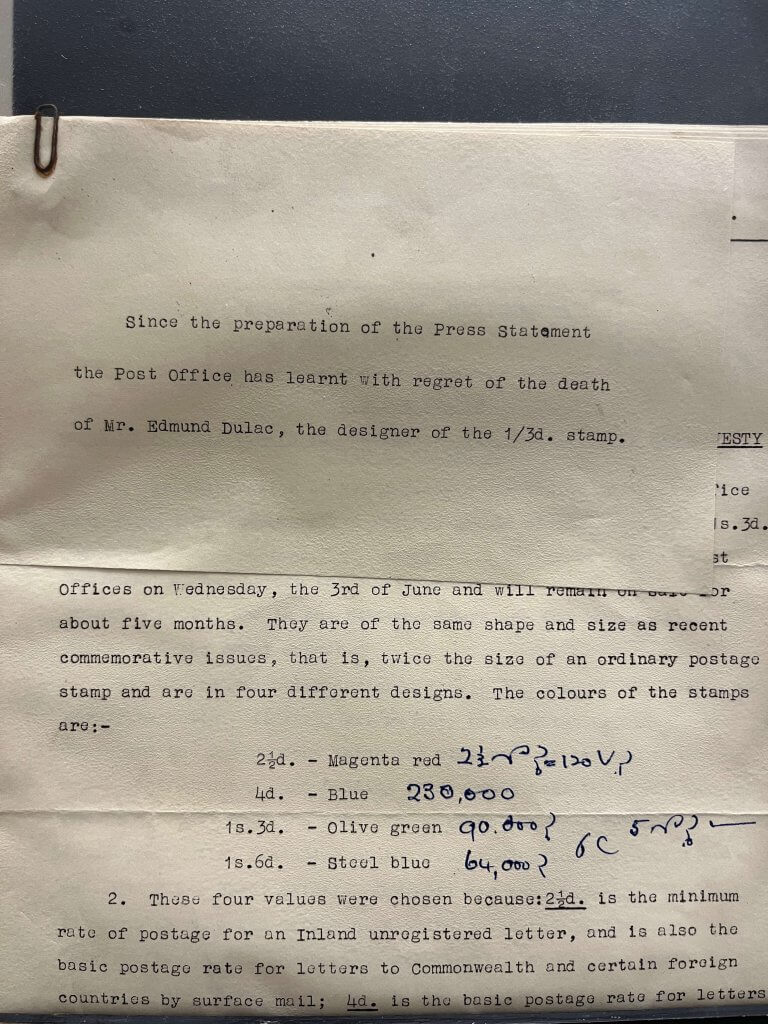 Since the preparation of the Press Statement
the Post Office has learnt with regret of the death
of Mr. Edmund Dulac, the designer of the 1/3d. stamp.
ESTY
ice
1s.3d.
st
Offices on Wednesday, the 3rd of June and will remain on sale for
about five months. They are of the same shape and size as recent
commemorative issues, that is, twice the size of an ordinary postage
stamp and are in four different designs. The colours of the stamps
are:-
2½d. - Magenta red 2½
4d. - Blue 230,000
1s.3d. - Olive green 90.000
1s.6d. - Steel blue 64,000
2. These four values were chosen because: 2½d. is the minimum
rate of postage for an Inland unregistered letter, and is also the
basic postage rate for letters to Commonwealth and certain foreign
countries by surface mail; 4d. is the basic postage rate for letters